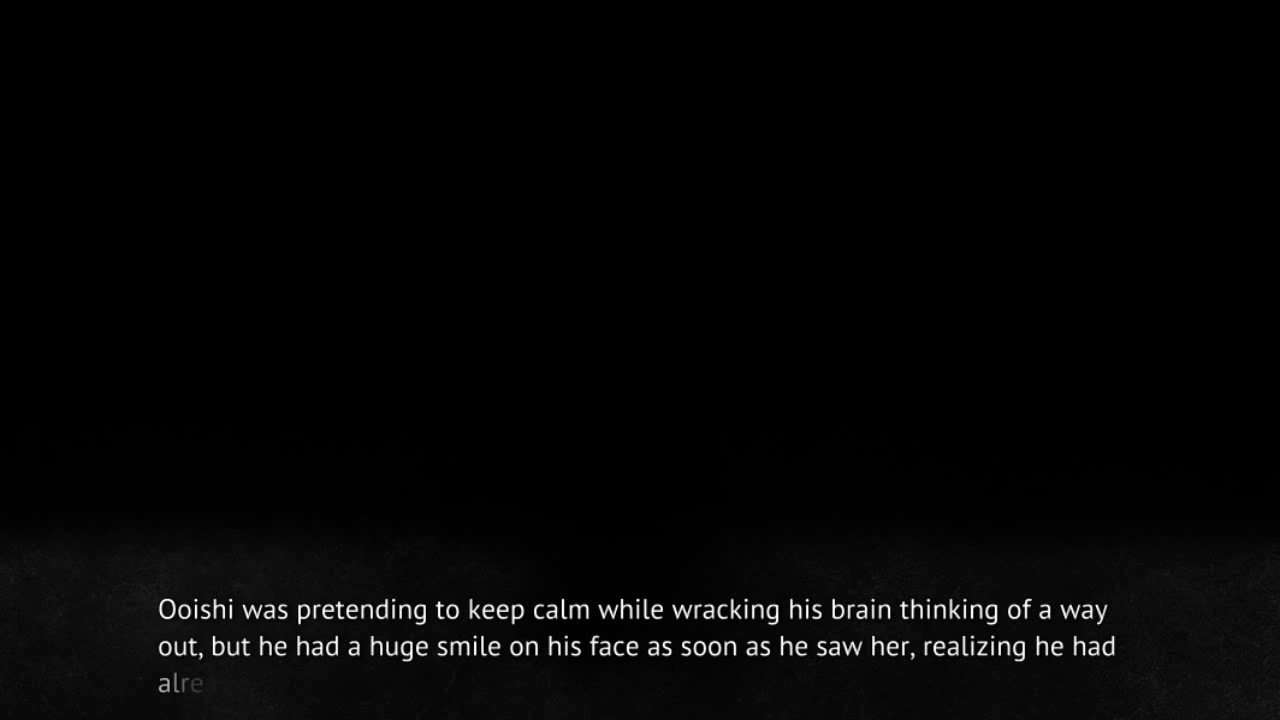 Ooishi was pretending to keep calm while wracking his brain thinking of a way
out, but he had a huge smile on his face as soon as he saw her, realizing he had
alre